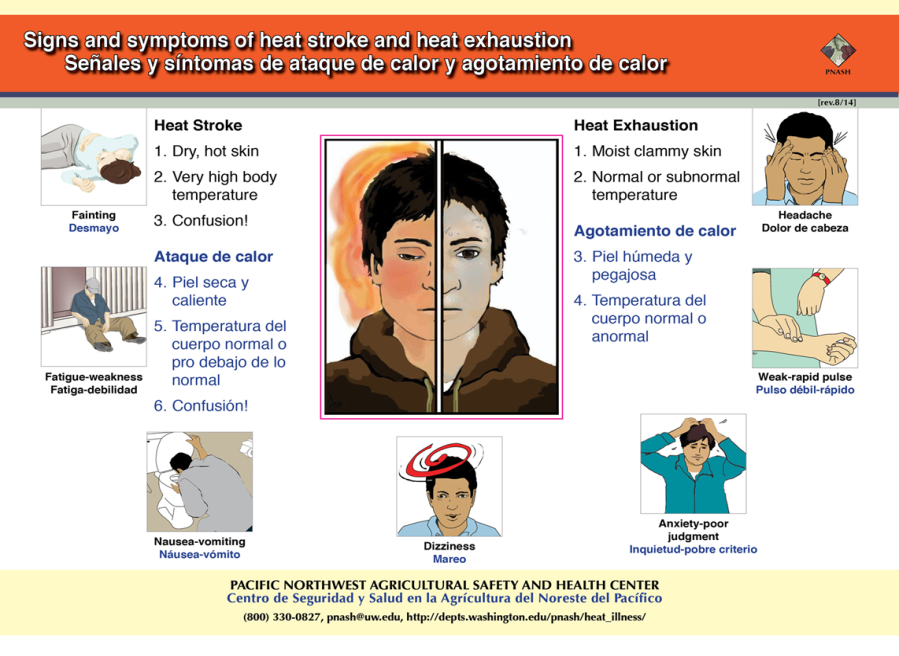 Signs and symptoms of heat stroke and heat exhaustion
Señales y síntomas de ataque de calor y agotamiento de calor
PNASH
[rev.8/14]
Fainting
Desmayo
Fatigue-weakness
Fatiga-debilidad
Heat Stroke
1. Dry, hot skin
2. Very high body
temperature
3. Confusion!
Ataque de calor
4. Piel seca y
caliente
5. Temperatura del
cuerpo normal o
pro debajo de lo
normal
6. Confusión!
Heat Exhaustion
1. Moist clammy skin
2. Normal or subnormal
temperature
Agotamiento de calor
3. Piel húmeda y
pegajosa
4. Temperatura del
cuerpo normal o
anormal
Headache
Dolor de cabeza
Weak-rapid pulse
Pulso débil-rápido
Nausea-vomiting
Náusea-vómito
Dizziness
Mareo
Anxiety-poor
judgment
Inquietud-pobre criterio
PACIFIC NORTHWEST AGRICULTURAL SAFETY AND HEALTH CENTER
Centro de Seguridad y Salud en la Agrícultura del Noreste del Pacífico
(800) 330-0827, pnash@uw.edu, http://depts.washington.edu/pnash/heat_illness/